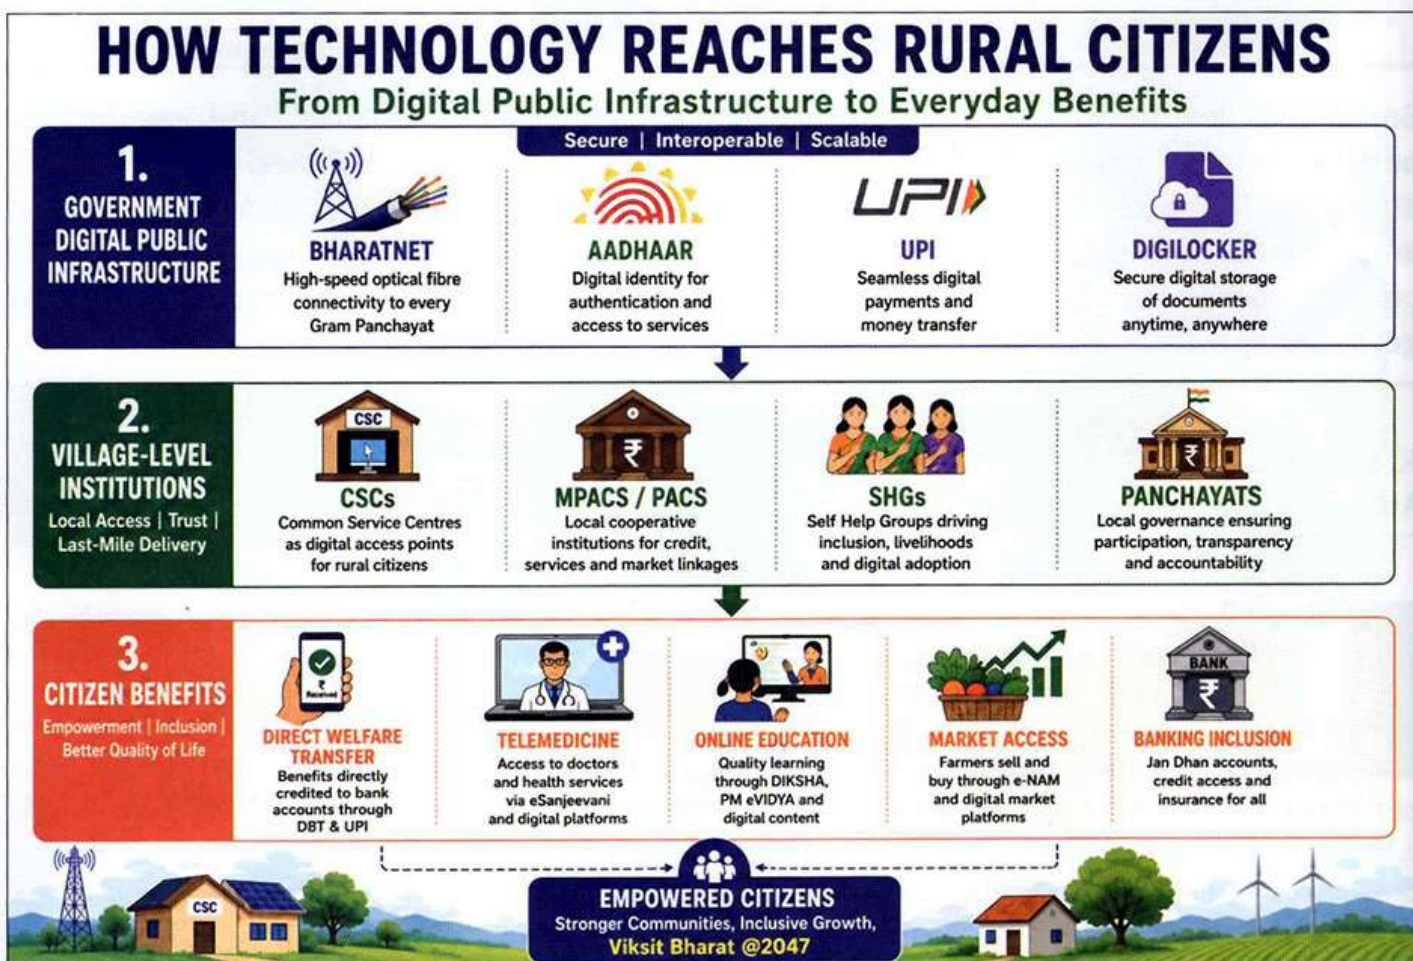 HOW TECHNOLOGY REACHES RURAL CITIZENS
From Digital Public Infrastructure to Everyday Benefits
Secure | Interoperable | Scalable
1.
GOVERNMENT
DIGITAL PUBLIC
INFRASTRUCTURE
BHARATNET
High-speed optical fibre
connectivity to every
Gram Panchayat
AADHAAR
Digital identity for
authentication and
access to services
UPI
UPI
Seamless digital
payments and
money transfer
DIGILOCKER
Secure digital storage
of documents
anytime, anywhere
2.
VILLAGE-LEVEL
INSTITUTIONS
Local Access | Trust |
Last-Mile Delivery
CSC
CSCs
Common Service Centres
as digital access points
for rural citizens
₹
MPACS / PACS
Local cooperative
institutions for credit,
services and market linkages
SHGs
Self Help Groups driving
inclusion, livelihoods
and digital adoption
₹
PANCHAYATS
Local governance ensuring
participation, transparency
and accountability
3.
CITIZEN BENEFITS
Empowerment | Inclusion |
Better Quality of Life
₹
Received
DIRECT WELFARE
TRANSFER
Benefits directly
credited to bank
accounts through
DBT & UPI
TELEMEDICINE
Access to doctors
and health services
via eSanjeevani
and digital platforms
ONLINE EDUCATION
Quality learning
through DIKSHA,
PM eVIDYA and
digital content
MARKET ACCESS
Farmers sell and
buy through e-NAM
and digital market
platforms
BANK
₹
BANKING INCLUSION
Jan Dhan accounts,
credit access and
insurance for all
CSC
EMPOWERED CITIZENS
Stronger Communities, Inclusive Growth,
Viksit Bharat @2047